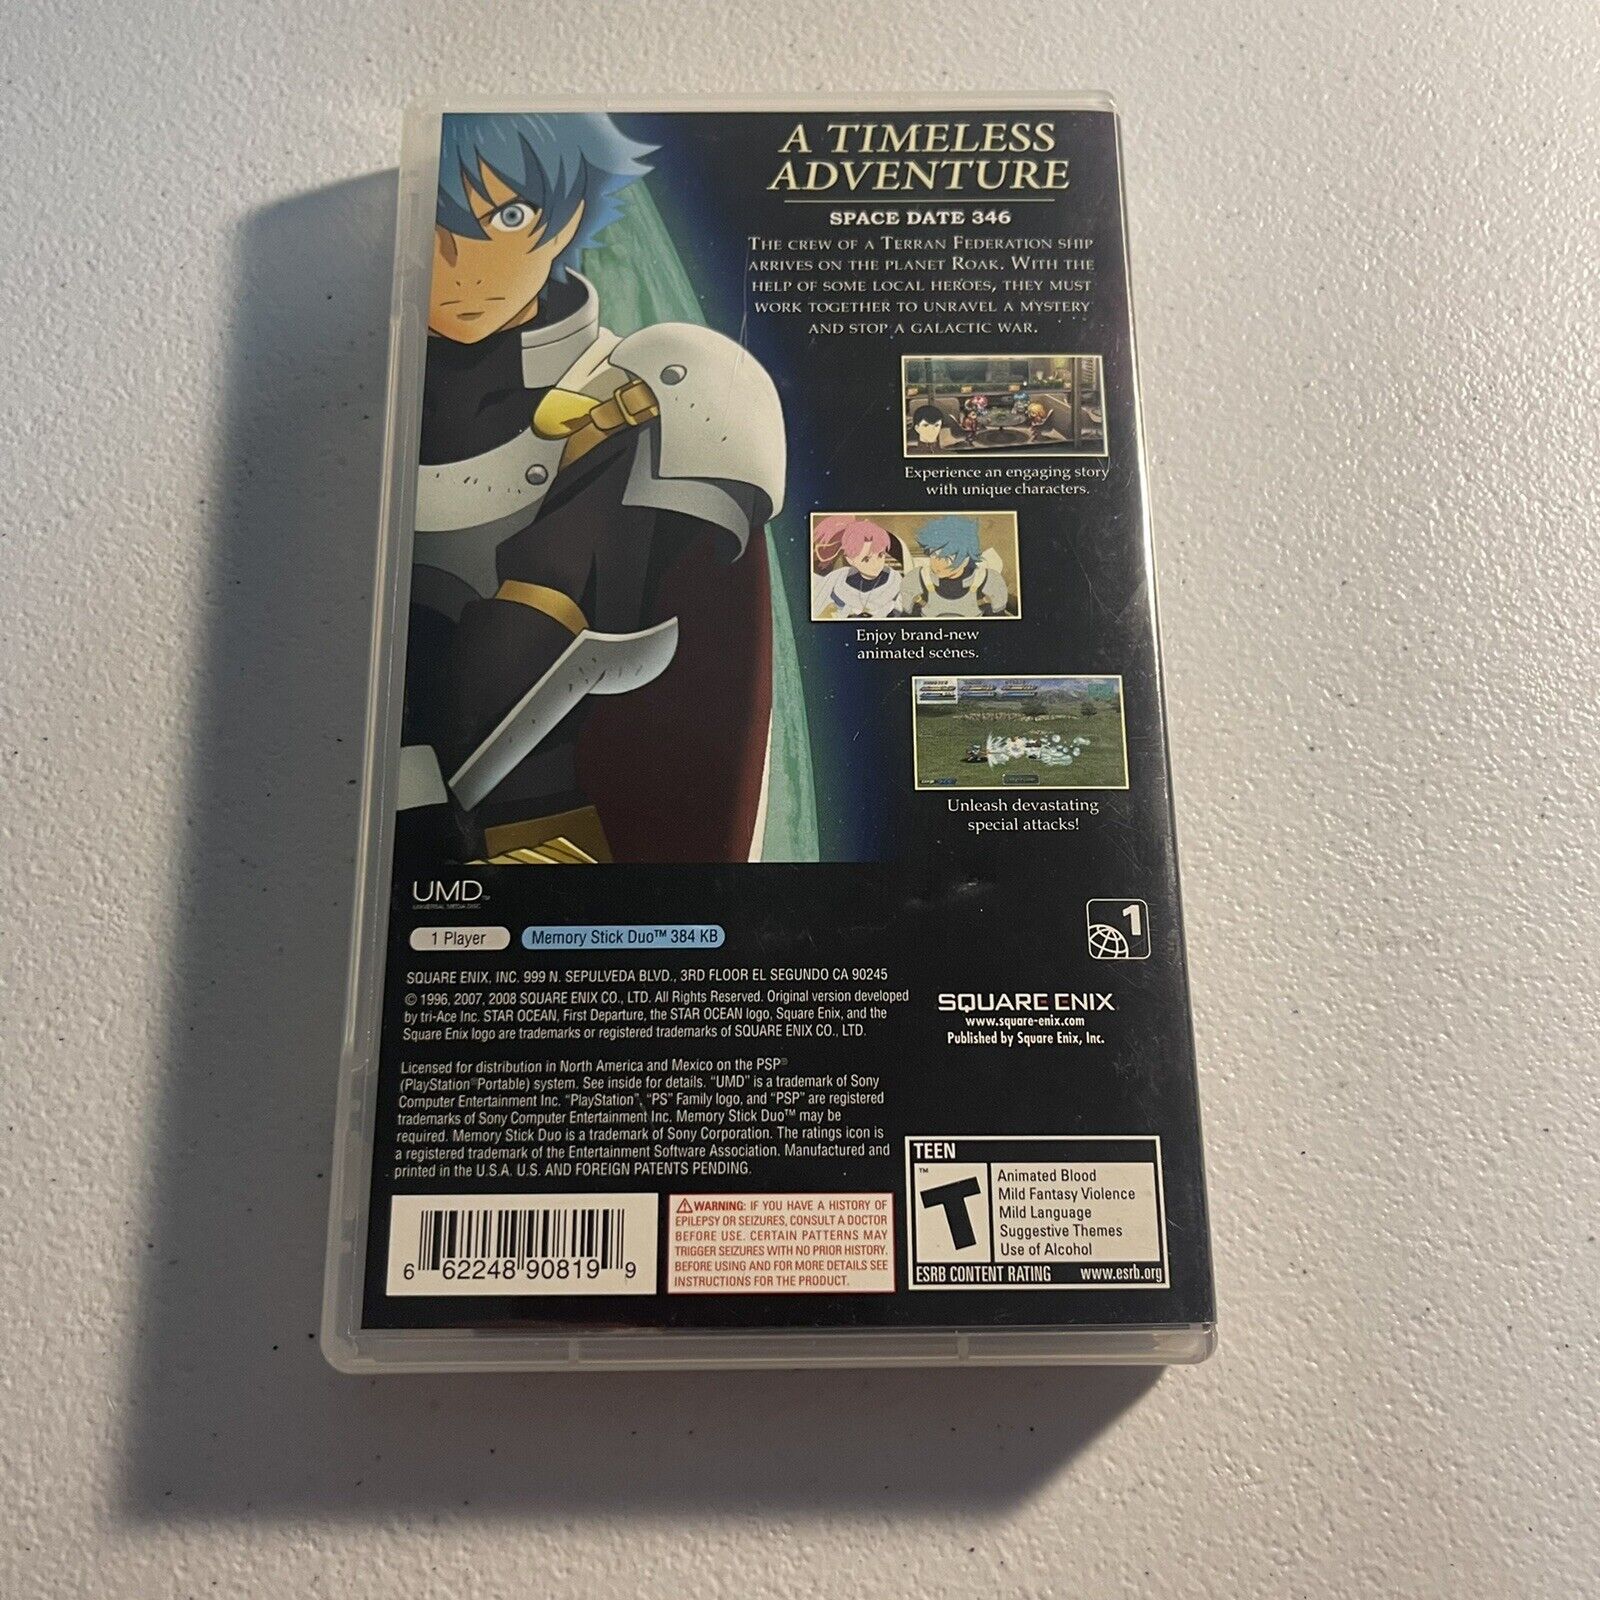 A TIMELESS
ADVENTURE
SPACE DATE 346
THE CREW OF A TERRAN FEDERATION SHIP
ARRIVES ON THE PLANET ROAK. WITH THE
HELP OF SOME LOCAL HEROES, THEY MUST
WORK TOGETHER TO UNRAVEL A MYSTERY
AND STOP A GALACTIC WAR.
Experience an engaging story
with unique characters.
Enjoy brand-new
animated scenes.
Unleash devastating
special attacks!
UMD™
UNIVERSAL MEDIA DISC
1 Player
Memory Stick Duo™ 384 KB
1
SQUARE ENIX, INC. 999 N. SEPULVEDA BLVD., 3RD FLOOR EL SEGUNDO CA 90245
© 1996, 2007, 2008 SQUARE ENIX CO., LTD. All Rights Reserved. Original version developed
by tri-Ace Inc. STAR OCEAN, First Departure, the STAR OCEAN logo, Square Enix, and the
Square Enix logo are trademarks or registered trademarks of SQUARE ENIX CO., LTD.
SQUARE ENIX
www.square-enix.com
Published by Square Enix, Inc.
Licensed for distribution in North America and Mexico on the PSP®
(PlayStation®Portable) system. See inside for details. “UMD” is a trademark of Sony
Computer Entertainment Inc. “PlayStation”, “PS” Family logo, and “PSP” are registered
trademarks of Sony Computer Entertainment Inc. Memory Stick Duo™ may be
required. Memory Stick Duo is a trademark of Sony Corporation. The ratings icon is
a registered trademark of the Entertainment Software Association. Manufactured and
printed in the U.S.A. U.S. AND FOREIGN PATENTS PENDING.
6 62248 90819 9
WARNING: IF YOU HAVE A HISTORY OF
EPILEPSY OR SEIZURES, CONSULT A DOCTOR
BEFORE USE. CERTAIN PATTERNS MAY
TRIGGER SEIZURES WITH NO PRIOR HISTORY.
BEFORE USING AND FOR MORE DETAILS SEE
INSTRUCTIONS FOR THE PRODUCT.
TEEN
T™
Animated Blood
Mild Fantasy Violence
Mild Language
Suggestive Themes
Use of Alcohol
ESRB CONTENT RATING www.esrb.org